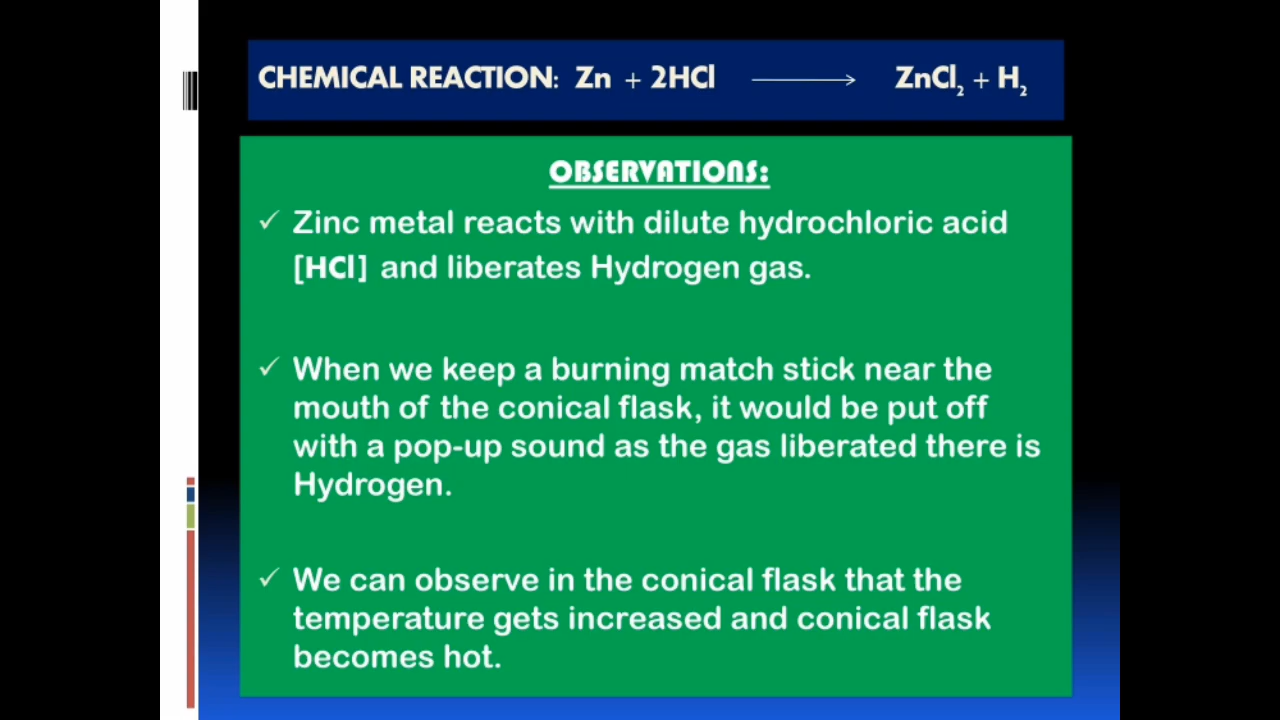 CHEMICAL REACTION: Zn + 2HCl ⟶ ZnCl₂ + H₂
OBSERVATIONS:
✓ Zinc metal reacts with dilute hydrochloric acid
[HCl] and liberates Hydrogen gas.
✓ When we keep a burning match stick near the
mouth of the conical flask, it would be put off
with a pop-up sound as the gas liberated there is
Hydrogen.
✓ We can observe in the conical flask that the
temperature gets increased and conical flask
becomes hot.